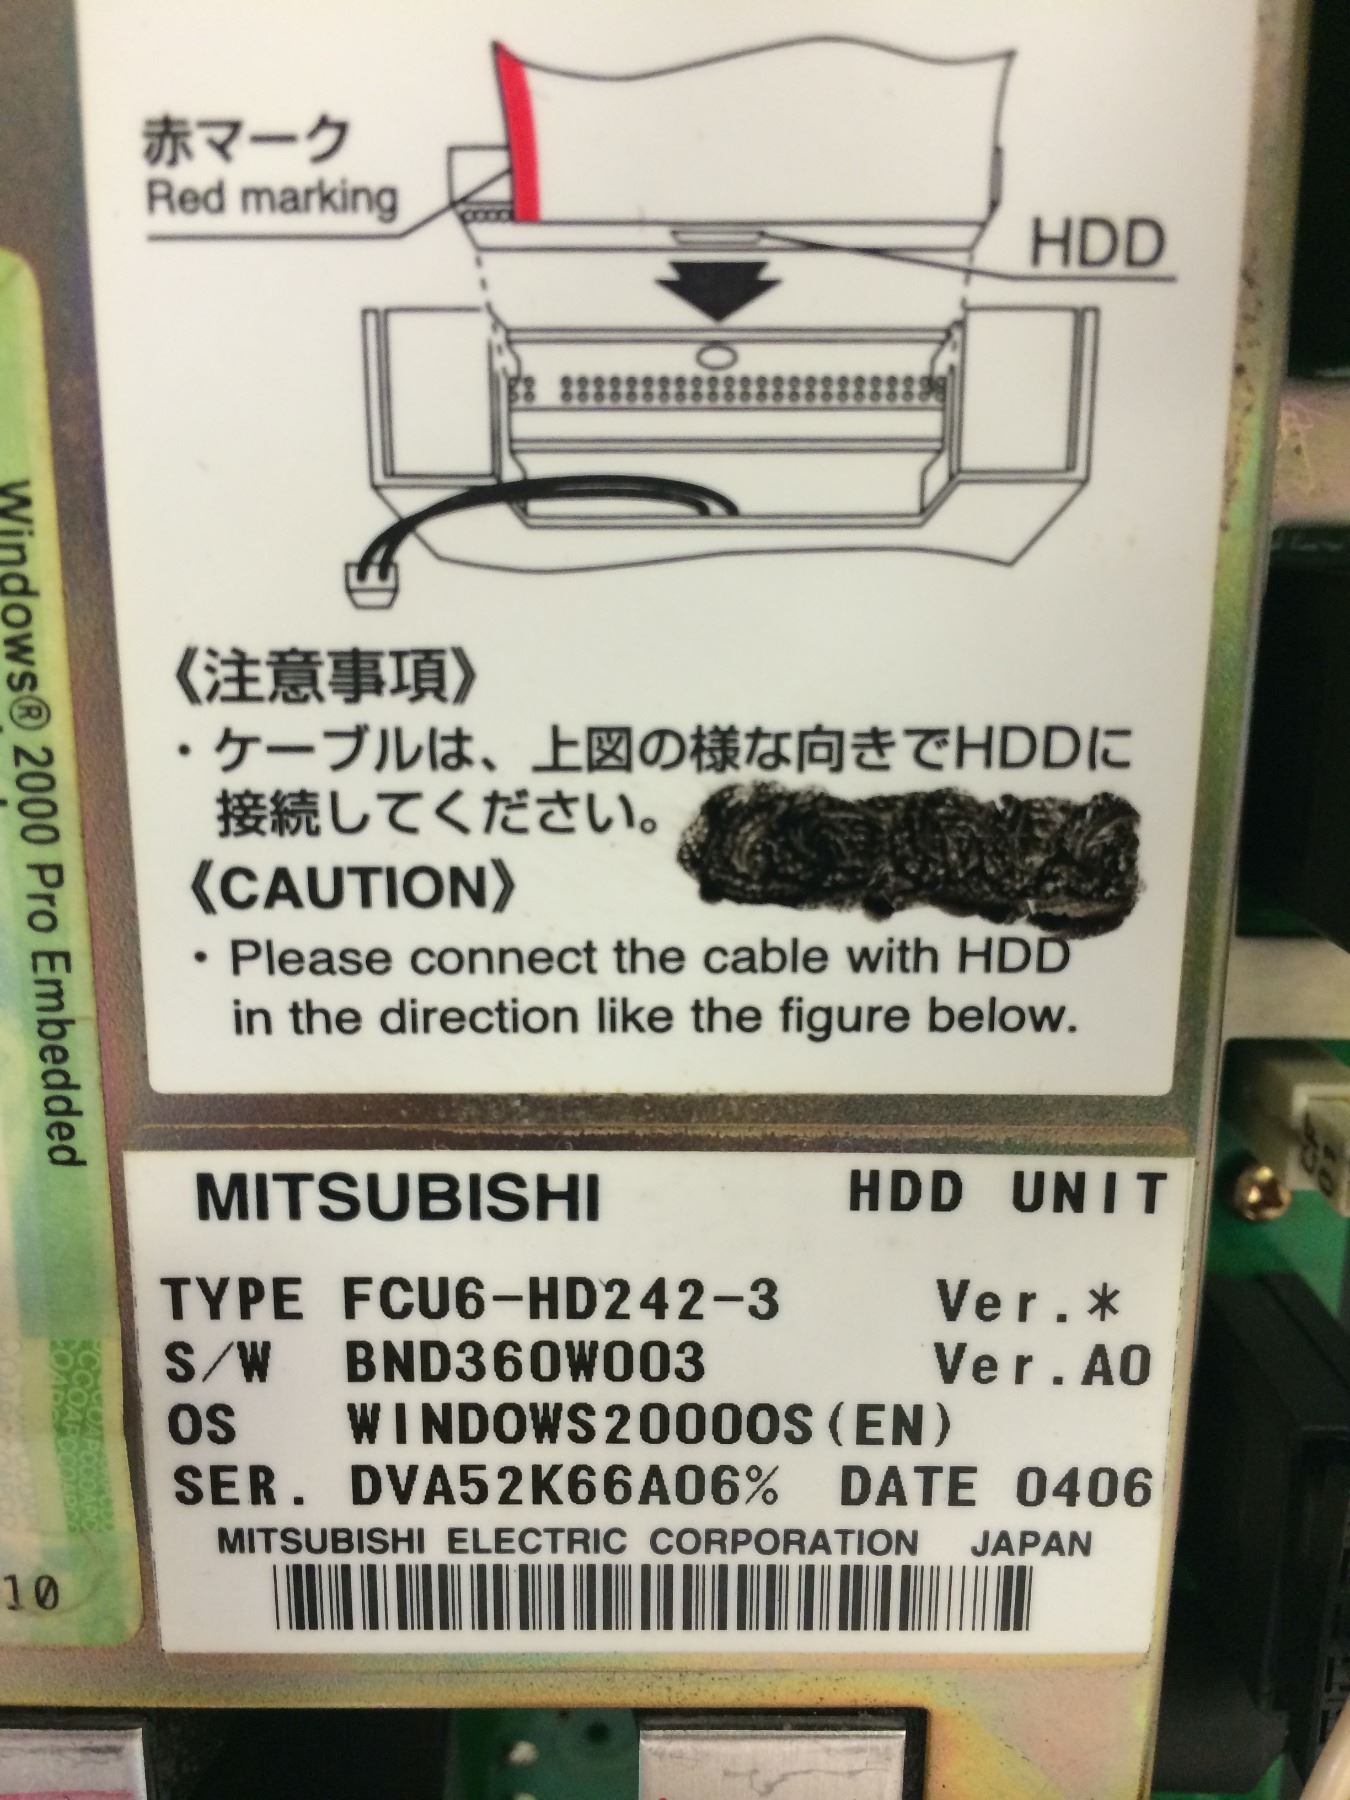 赤マーク
Red marking
HDD
《注意事項》
・ケーブルは、上図の様な向きでHDDに
接続してください。
《CAUTION》
・Please connect the cable with HDD
in the direction like the figure below.
Windows® 2000 Pro Embedded
MITSUBISHI HDD UNIT
TYPE FCU6-HD242-3 Ver.*
S/W BND360W003 Ver.A0
OS WINDOWS2000OS(EN)
SER. DVA52K66A06% DATE 0406
MITSUBISHI ELECTRIC CORPORATION JAPAN
10